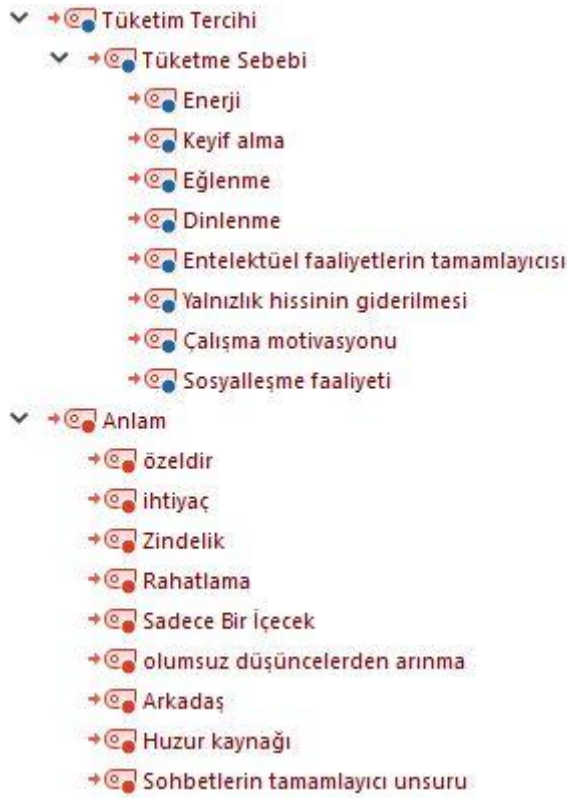 Tüketim Tercihi
Tüketme Sebebi
Enerji
Keyif alma
Eğlenme
Dinlenme
Entelektüel faaliyetlerin tamamlayıcısı
Yalnızlık hissinin giderilmesi
Çalışma motivasyonu
Sosyalleşme faaliyeti
Anlam
özeldir
ihtiyaç
Zindelik
Rahatlama
Sadece Bir İçecek
olumsuz düşüncelerden arınma
Arkadaş
Huzur kaynağı
Sohbetlerin tamamlayıcı unsuru